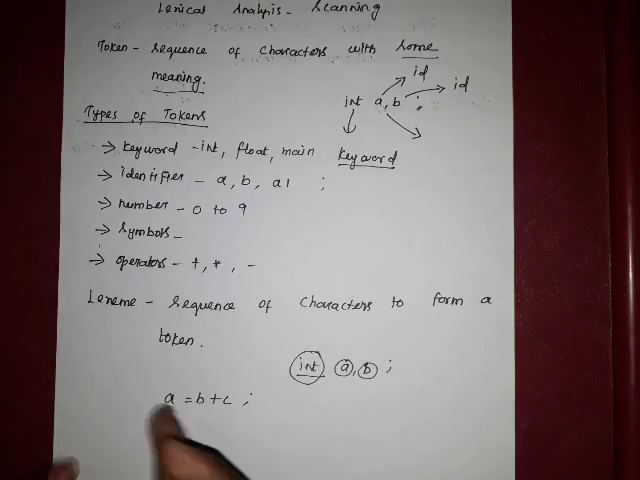 Lexical Analysis - Scanning
Token - sequence of characters with some
meaning.
id
id
int a, b ;
Types of Tokens
→ keyword - int, float, main
keyword
→ identifier - a, b, a1 ;
→ number - 0 to 9
→ symbols -
→ operators - +, *, -
Lexeme - sequence of characters to form a
token.
int a, b ;
a = b + c ;